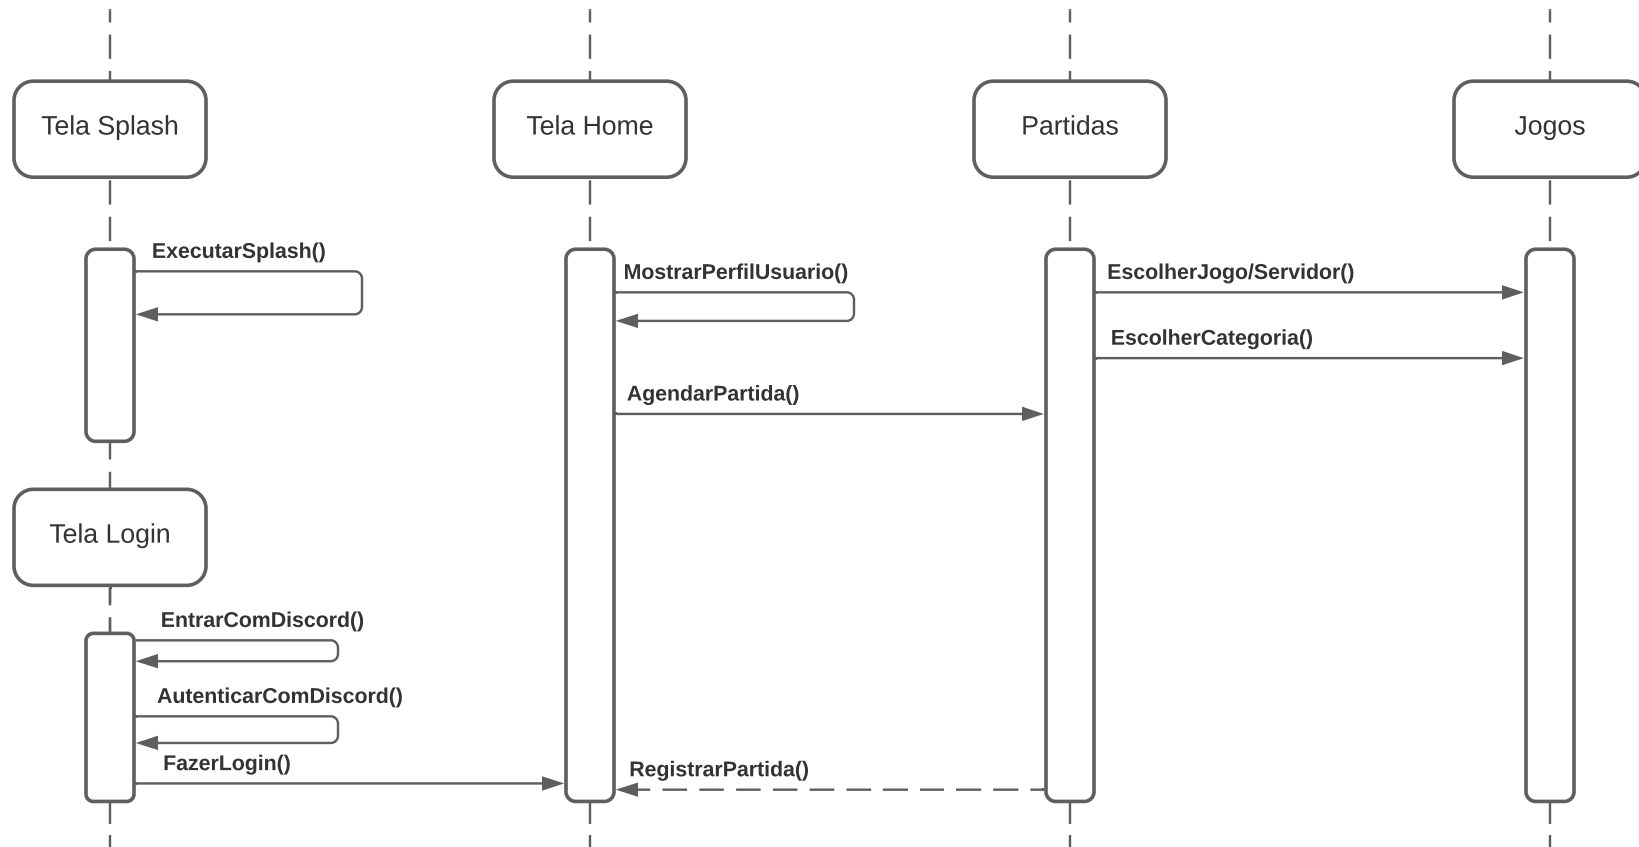 Tela Splash
Tela Home
Partidas
Jogos
ExecutarSplash()
MostrarPerfilUsuario()
EscolherJogo/Servidor()
EscolherCategoria()
AgendarPartida()
Tela Login
EntrarComDiscord()
AutenticarComDiscord()
FazerLogin()
RegistrarPartida()